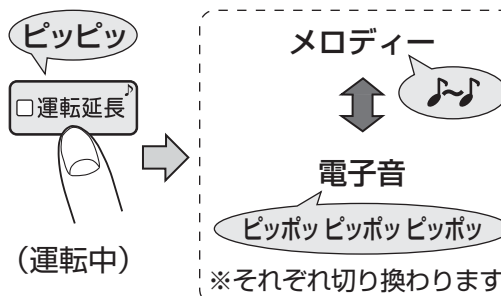 ピッピッ
□運転延長♪
(運転中)
メロディー
♪～♪
電子音
ピッポッ ピッポッ ピッポッ
※それぞれ切り換わります